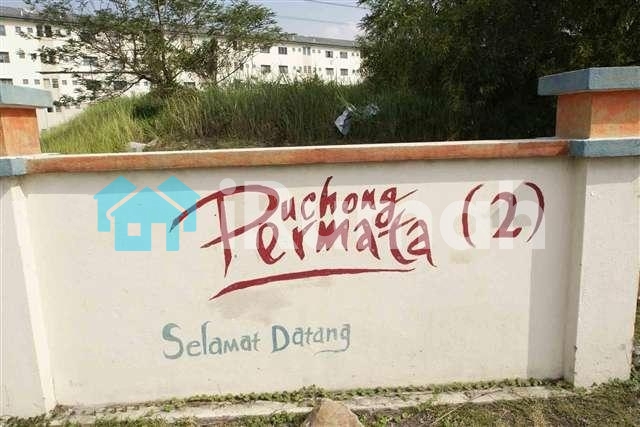 Puchong
Permata (2)
Selamat Datang